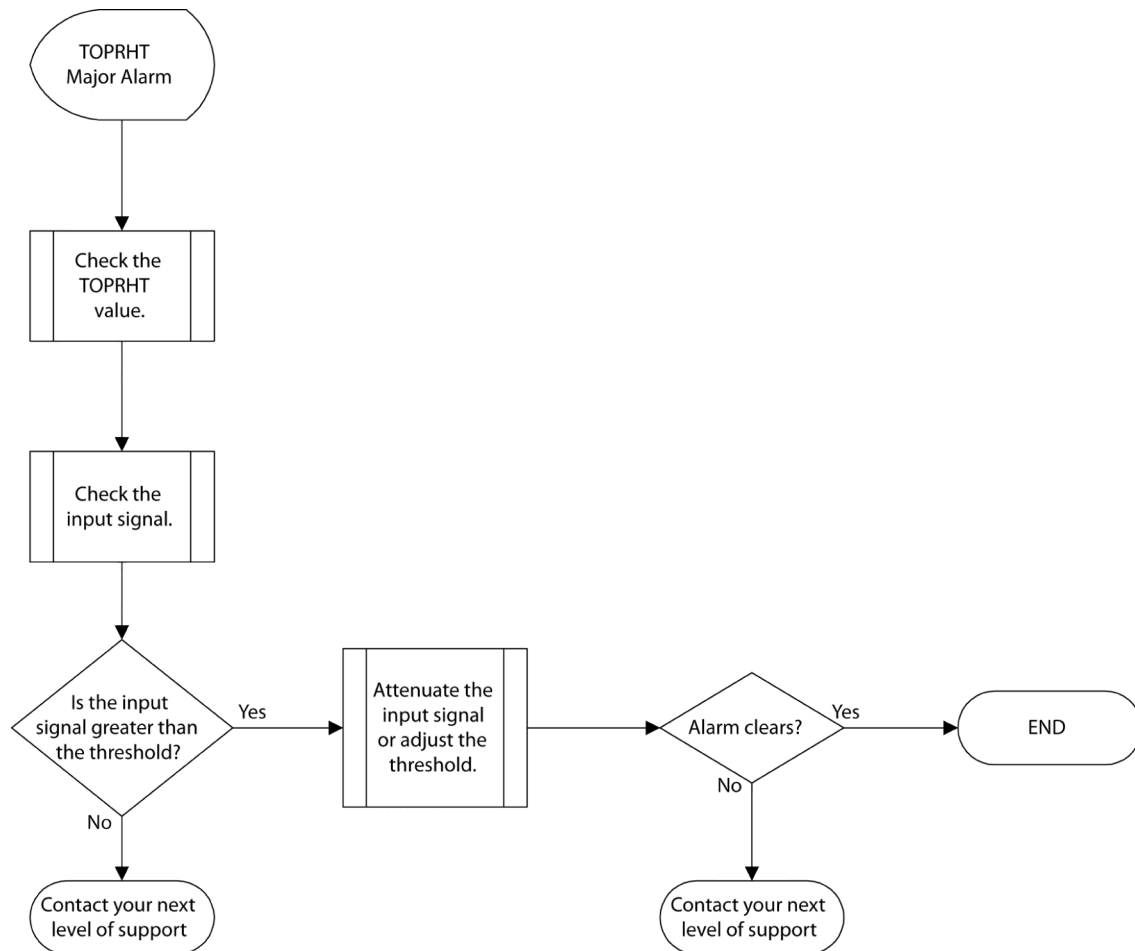 TOPRHT
Major Alarm
Check the
TOPRHT
value.
Check the
input signal.
Is the input
signal greater than
the threshold?
Yes
No
Attenuate the
input signal
or adjust the
threshold.
Alarm clears?
Yes
No
END
Contact your next
level of support
Contact your next
level of support